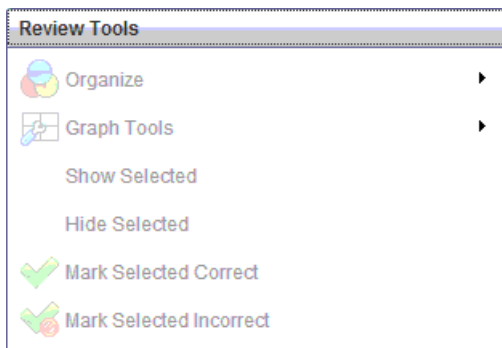 Review Tools
Organize
Graph Tools
Show Selected
Hide Selected
Mark Selected Correct
Mark Selected Incorrect